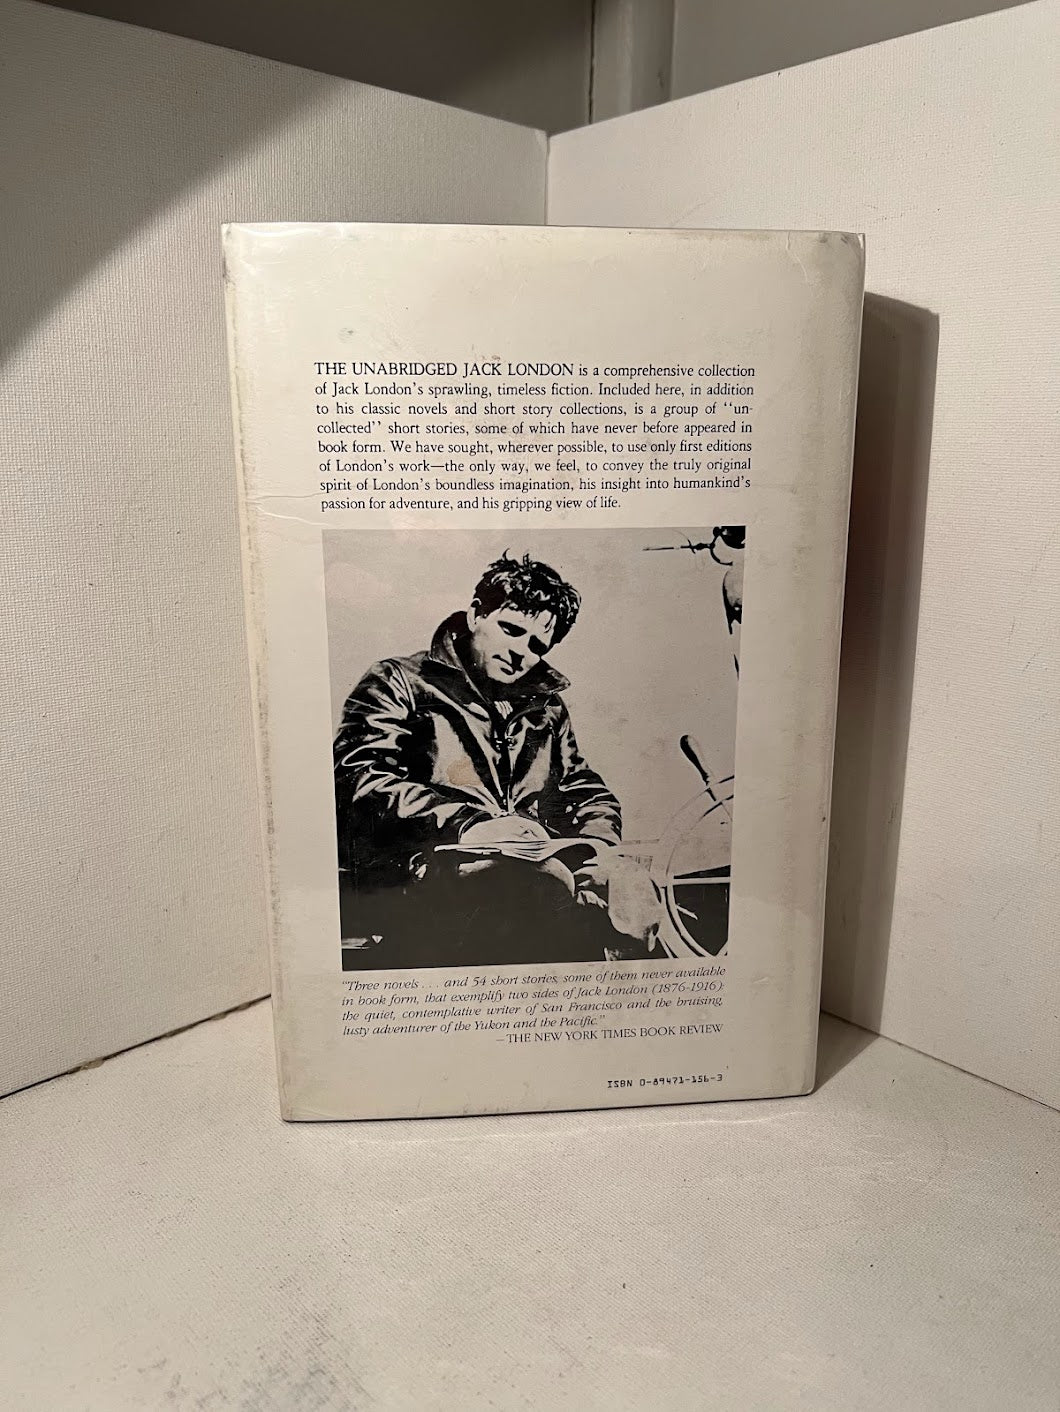 THE UNABRIDGED JACK LONDON is a comprehensive collection
of Jack London's sprawling, timeless fiction. Included here, in addition
to his classic novels and short story collections, is a group of "un-
collected" short stories, some of which have never before appeared in
book form. We have sought, wherever possible, to use only first editions
of London's work—the only way, we feel, to convey the truly original
spirit of London's boundless imagination, his insight into humankind's
passion for adventure, and his gripping view of life.
"Three novels . . . and 54 short stories, some of them never available
in book form, that exemplify two sides of Jack London (1876-1916):
the quiet, contemplative writer of San Francisco and the bruising,
lusty adventurer of the Yukon and the Pacific."
—THE NEW YORK TIMES BOOK REVIEW
ISBN 0-89471-156-3